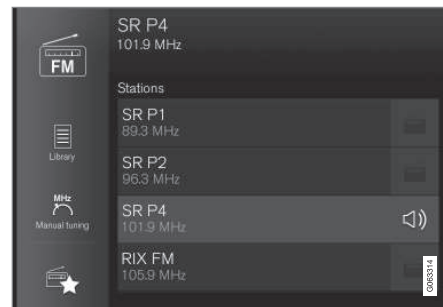 SR P4
101.9 MHz
FM
Stations
SR P1
89.3 MHz
Library
SR P2
96.3 MHz
MHz
Manual tuning
SR P4
101.9 MHz
RIX FM
105.9 MHz
G063314